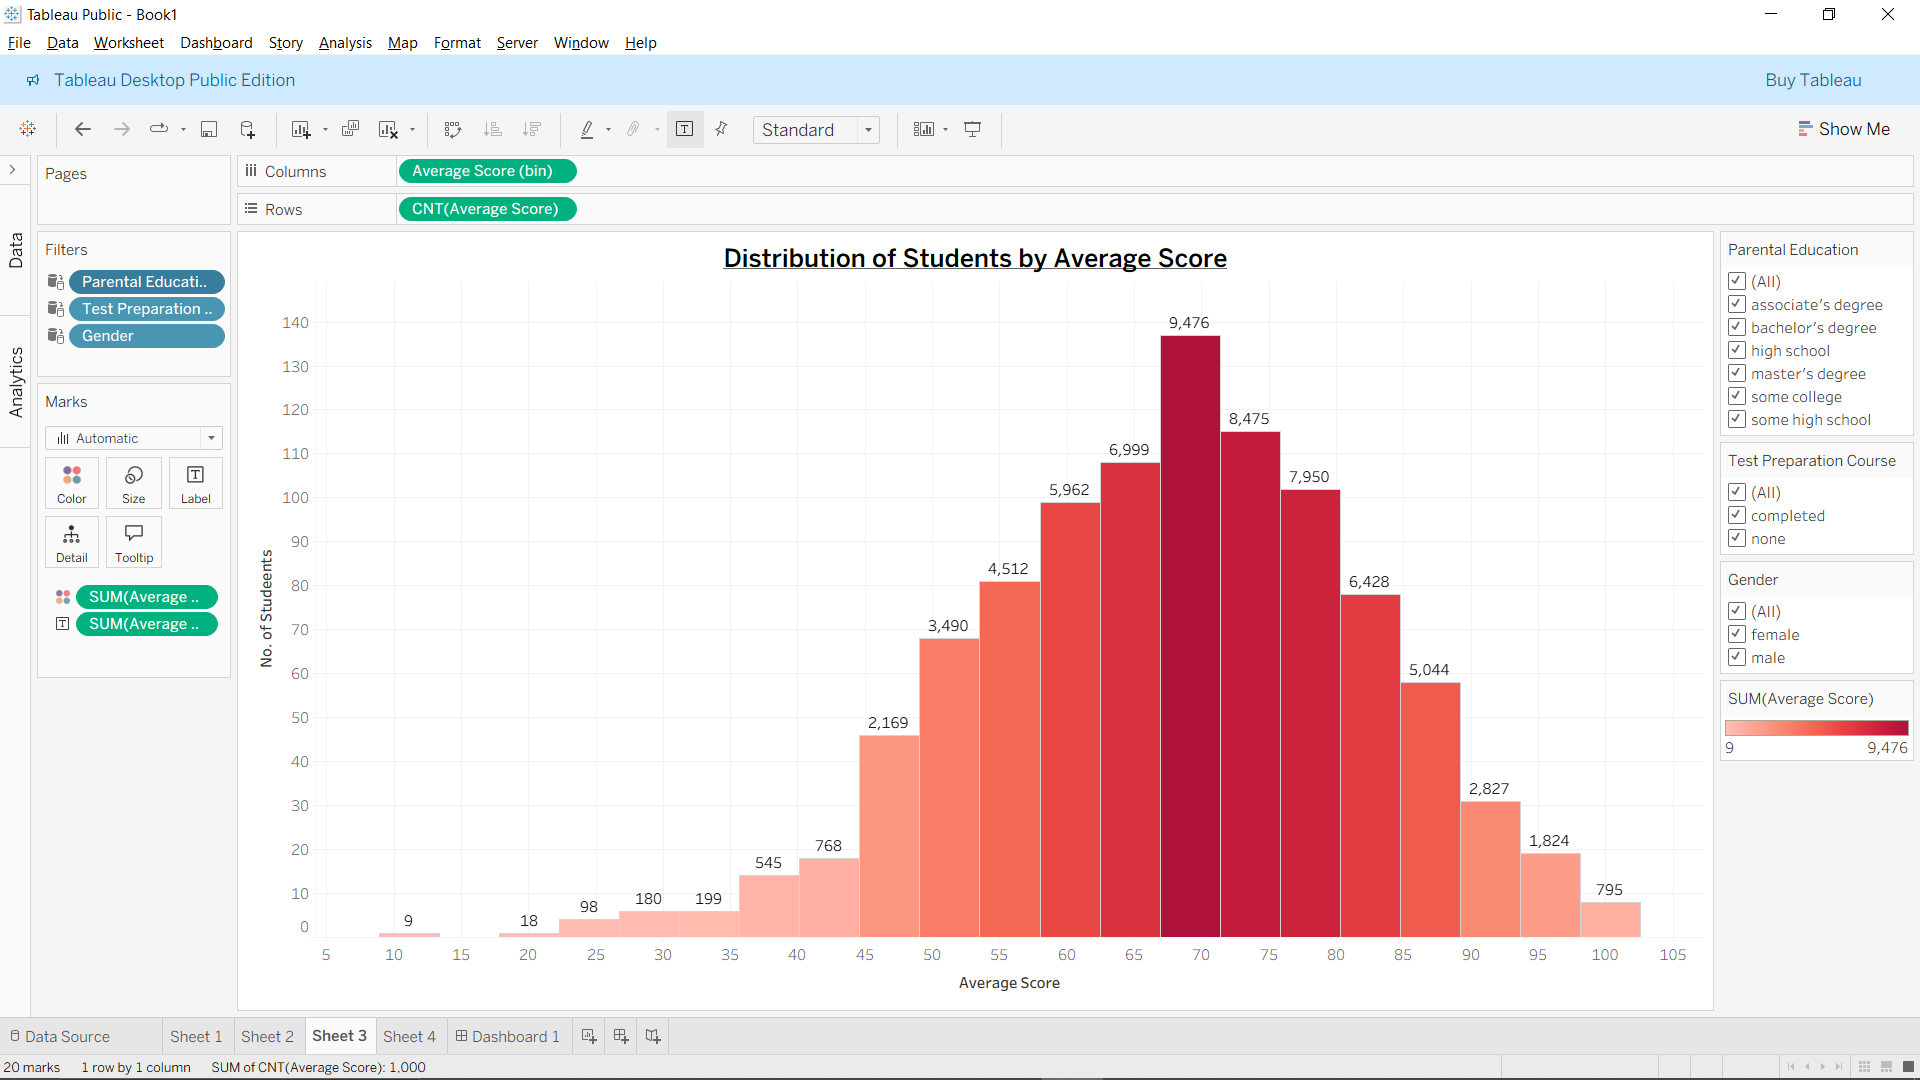 Tableau Public - Book1
File Data Worksheet Dashboard Story Analysis Map Format Server Window Help
Tableau Desktop Public Edition
Buy Tableau
Standard
Show Me
Data
Analytics
Pages
Columns
Average Score (bin)
Rows
CNT(Average Score)
Filters
Parental Educati..
Test Preparation ..
Gender
Marks
Automatic
Color Size Label
Detail Tooltip
SUM(Average ..
SUM(Average ..
Distribution of Students by Average Score
No. of Studeents
140
130
120
110
100
90
80
70
60
50
40
30
20
10
0
9
18
98
180
199
545
768
2,169
3,490
4,512
5,962
6,999
9,476
8,475
7,950
6,428
5,044
2,827
1,824
795
5 10 15 20 25 30 35 40 45 50 55 60 65 70 75 80 85 90 95 100 105
Average Score
Parental Education
(All)
associate's degree
bachelor's degree
high school
master's degree
some college
some high school
Test Preparation Course
(All)
completed
none
Gender
(All)
female
male
SUM(Average Score)
9 9,476
Data Source Sheet 1 Sheet 2 Sheet 3 Sheet 4 Dashboard 1
20 marks 1 row by 1 column SUM of CNT(Average Score): 1,000